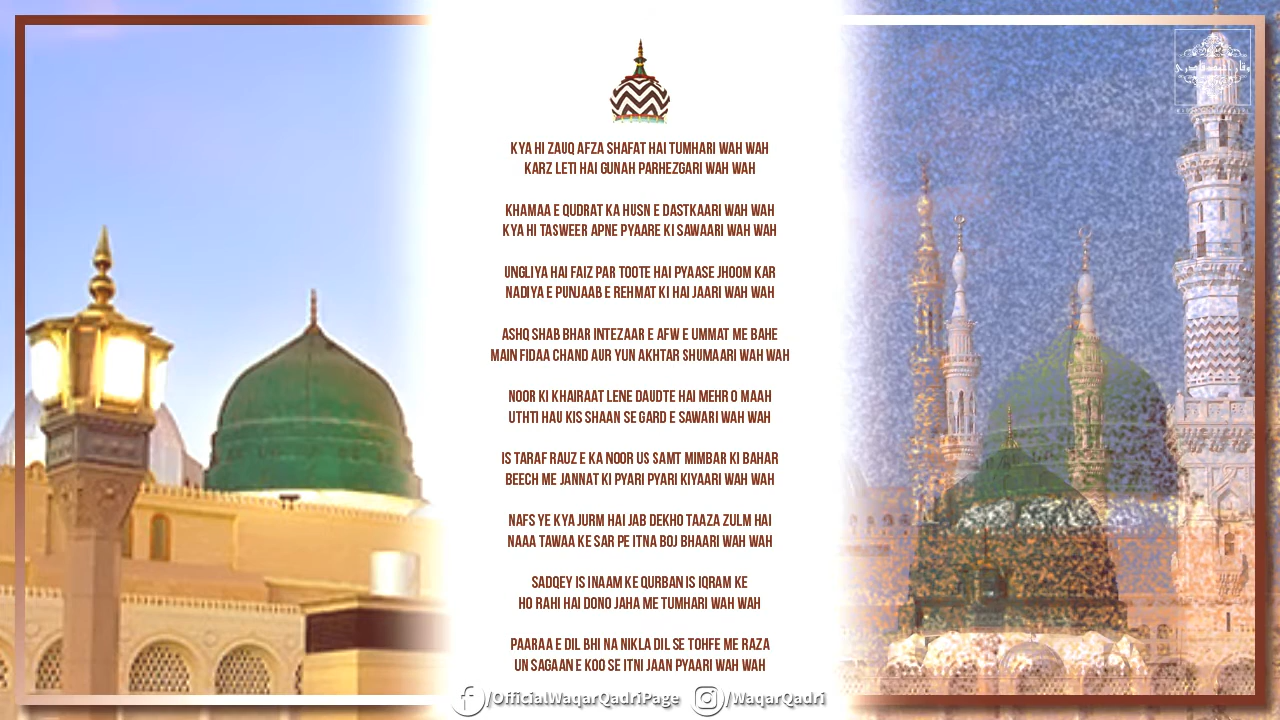 KYA HI ZAUQ AFZA SHAFAT HAI TUMHARI WAH WAH
KARZ LETI HAI GUNAH PARHEZGARI WAH WAH
KHAMAA E QUDRAT KA HUSN E DASTKAARI WAH WAH
KYA HI TASWEER APNE PYAARE KI SAWAARI WAH WAH
UNGLIYA HAI FAIZ PAR TOOTE HAI PYAASE JHOOM KAR
NADIYA E PUNJAAB E REHMAT KI HAI JAARI WAH WAH
ASHQ SHAB BHAR INTEZAAR E AFW E UMMAT ME BAHE
MAIN FIDAA CHAND AUR YUN AKHTAR SHUMAARI WAH WAH
NOOR KI KHAIRAAT LENE DAUDTE HAI MEHR O MAAH
UTHTI HAU KIS SHAAN SE GARD E SAWARI WAH WAH
IS TARAF RAUZ E KA NOOR US SAMT MIMBAR KI BAHAR
BEECH ME JANNAT KI PYARI PYARI KIYAARI WAH WAH
NAFS YE KYA JURM HAI JAB DEKHO TAAZA ZULM HAI
NAAA TAWAA KE SAR PE ITNA BOJ BHAARI WAH WAH
SADQEY IS INAAM KE QURBAN IS IQRAM KE
HO RAHI HAI DONO JAHA ME TUMHARI WAH WAH
PAARAA E DIL BHI NA NIKLA DIL SE TOHFE ME RAZA
UN SAGAAN E KOO SE ITNI JAAN PYAARI WAH WAH
/OfficialWaqarQadriPage
/WaqarQadri